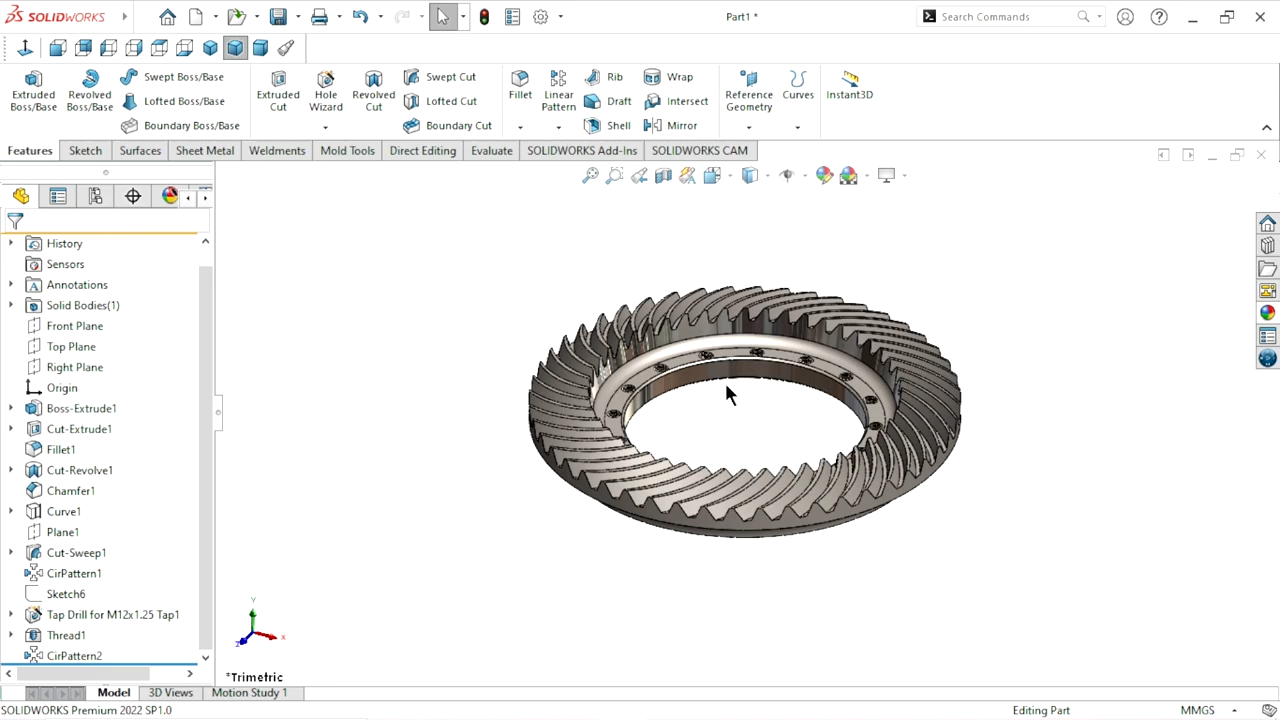 SOLIDWORKS
Part1 *
Search Commands
Extruded Boss/Base
Revolved Boss/Base
Swept Boss/Base
Lofted Boss/Base
Boundary Boss/Base
Extruded Cut
Hole Wizard
Revolved Cut
Swept Cut
Lofted Cut
Boundary Cut
Fillet
Linear Pattern
Rib
Draft
Shell
Wrap
Intersect
Mirror
Reference Geometry
Curves
Instant3D
Features
Sketch
Surfaces
Sheet Metal
Weldments
Mold Tools
Direct Editing
Evaluate
SOLIDWORKS Add-Ins
SOLIDWORKS CAM
History
Sensors
Annotations
Solid Bodies(1)
Front Plane
Top Plane
Right Plane
Origin
Boss-Extrude1
Cut-Extrude1
Fillet1
Cut-Revolve1
Chamfer1
Curve1
Plane1
Cut-Sweep1
CirPattern1
Sketch6
Tap Drill for M12x1.25 Tap1
Thread1
CirPattern2
Y
X
Z
*Trimetric
Model
3D Views
Motion Study 1
SOLIDWORKS Premium 2022 SP1.0
Editing Part
MMGS